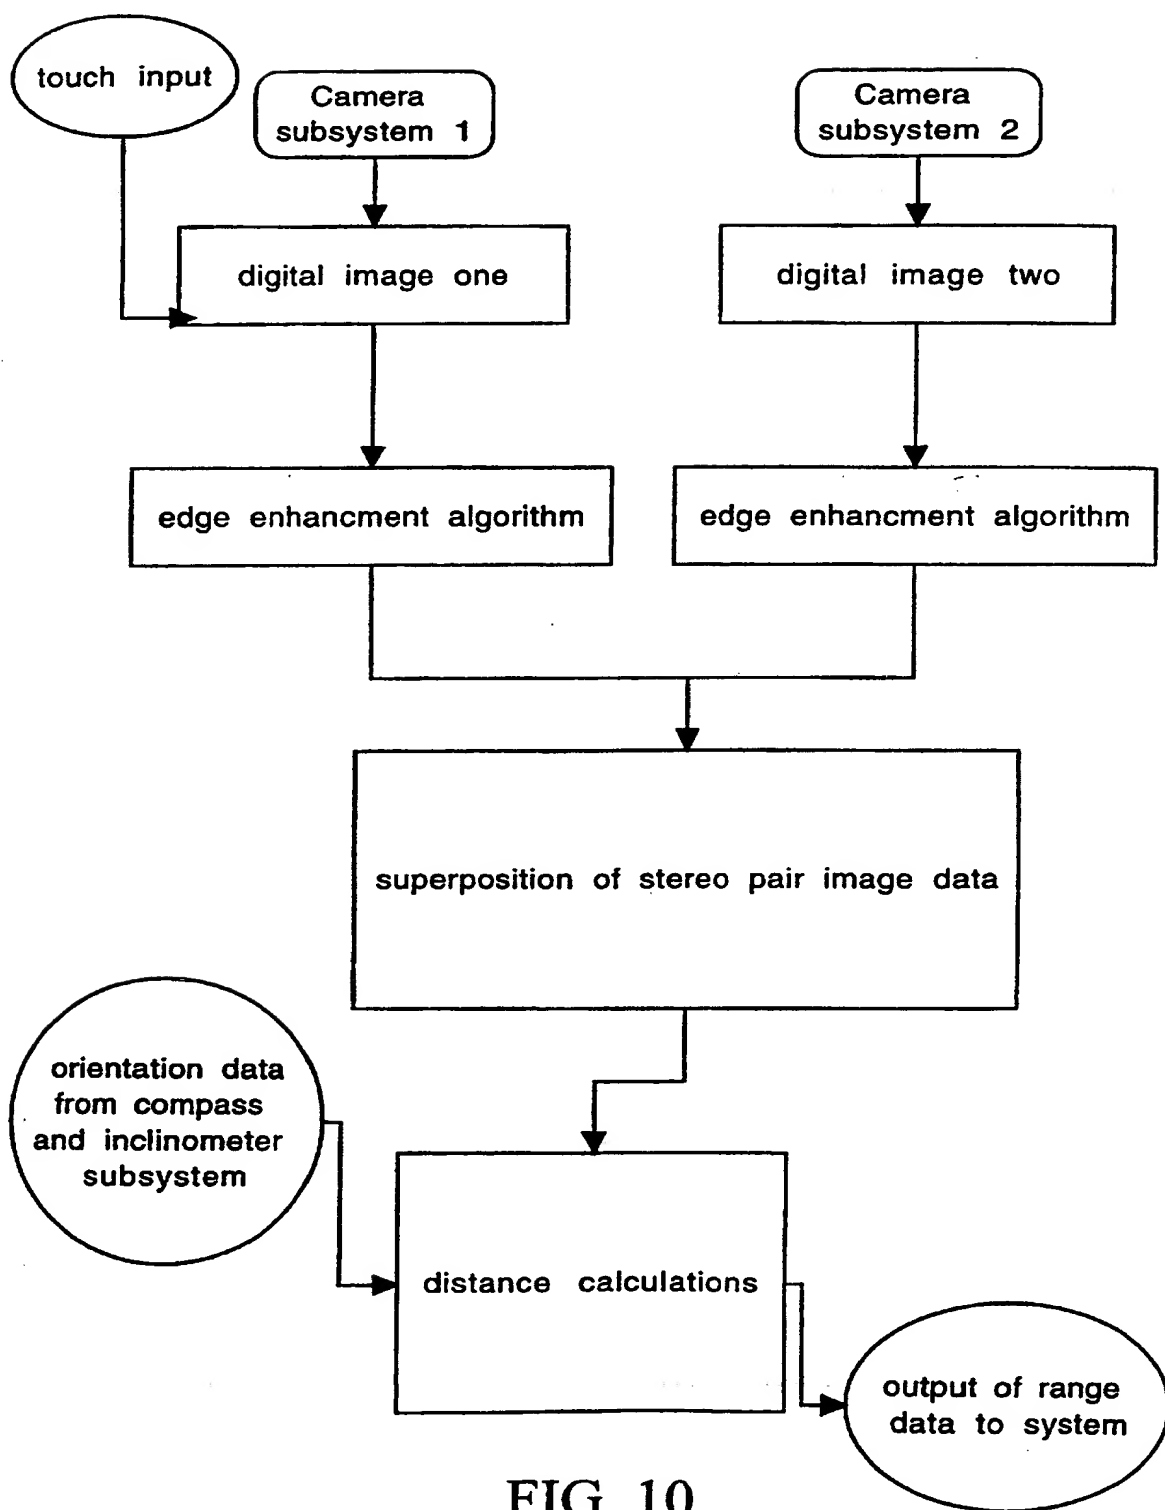 touch input
Camera
subsystem 1
Camera
subsystem 2
digital image one
digital image two
edge enhancment algorithm
edge enhancment algorithm
superposition of stereo pair image data
orientation data
from compass
and inclinometer
subsystem
distance calculations
output of range
data to system
FIG. 10